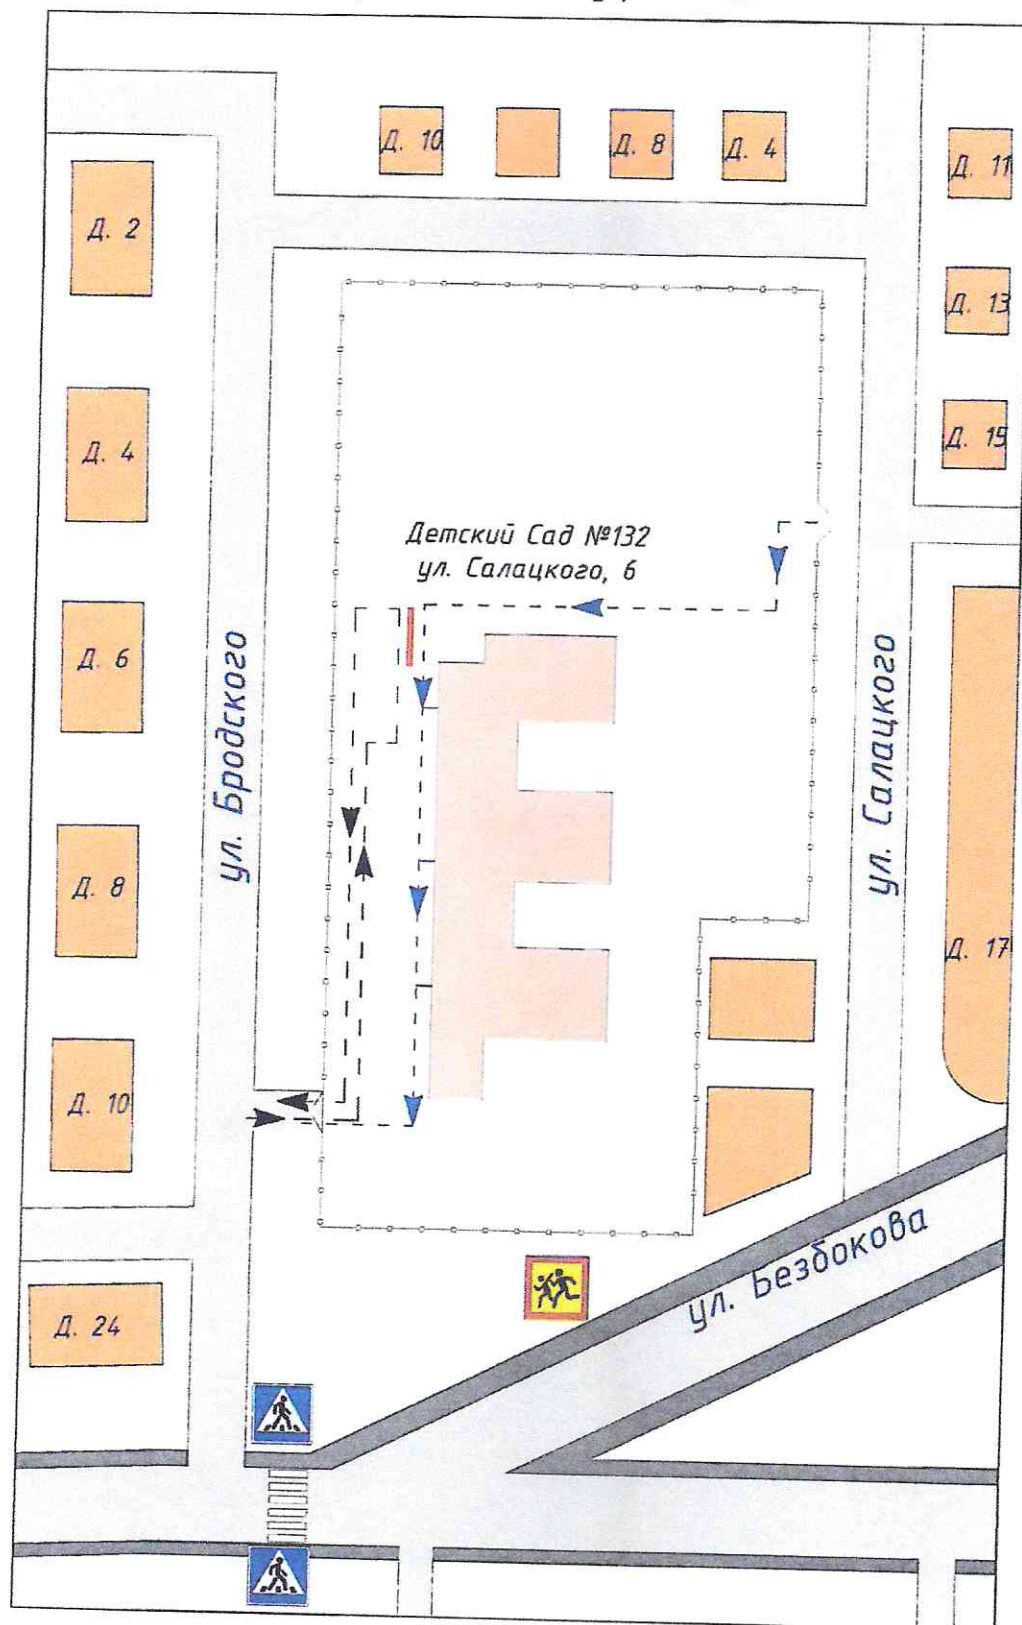 Д. 10
Д. 8
Д. 4
Д. 11
Д. 2
Д. 13
Д. 4
Д. 19
Детский Сад №132
ул. Салацкого, 6
Д. 6
ул. Бродского
ул. Салацкого
Д. 8
Д. 17
Д. 10
ул. Безбокова
Д. 24